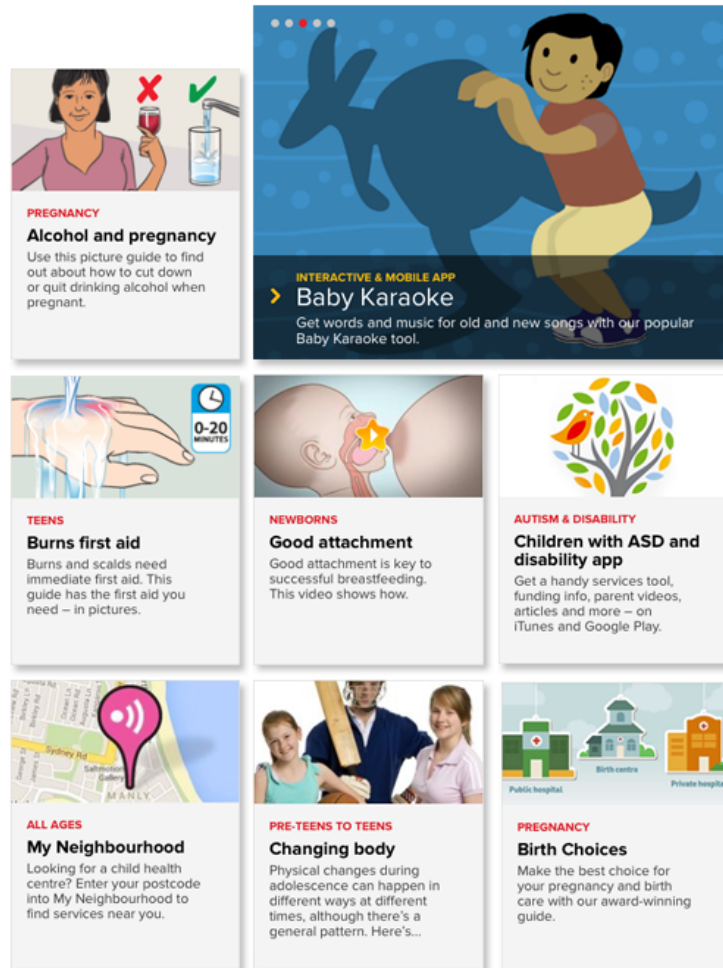 PREGNANCY
Alcohol and pregnancy
Use this picture guide to find
out about how to cut down
or quit drinking alcohol when
pregnant.
INTERACTIVE & MOBILE APP
Baby Karaoke
Get words and music for old and new songs with our popular
Baby Karaoke tool.
0-20
MINUTES
TEENS
Burns first aid
Burns and scalds need
immediate first aid. This
guide has the first aid you
need – in pictures.
NEWBORNS
Good attachment
Good attachment is key to
successful breastfeeding.
This video shows how.
AUTISM & DISABILITY
Children with ASD and
disability app
Get a handy services tool,
funding info, parent videos,
articles and more – on
iTunes and Google Play.
Sydney Rd
MANLY
ALL AGES
My Neighbourhood
Looking for a child health
centre? Enter your postcode
into My Neighbourhood to
find services near you.
PRE-TEENS TO TEENS
Changing body
Physical changes during
adolescence can happen in
different ways at different
times, although there's a
general pattern. Here's...
Public hospital
Birth centre
Private hospita
PREGNANCY
Birth Choices
Make the best choice for
your pregnancy and birth
care with our award-winning
guide.